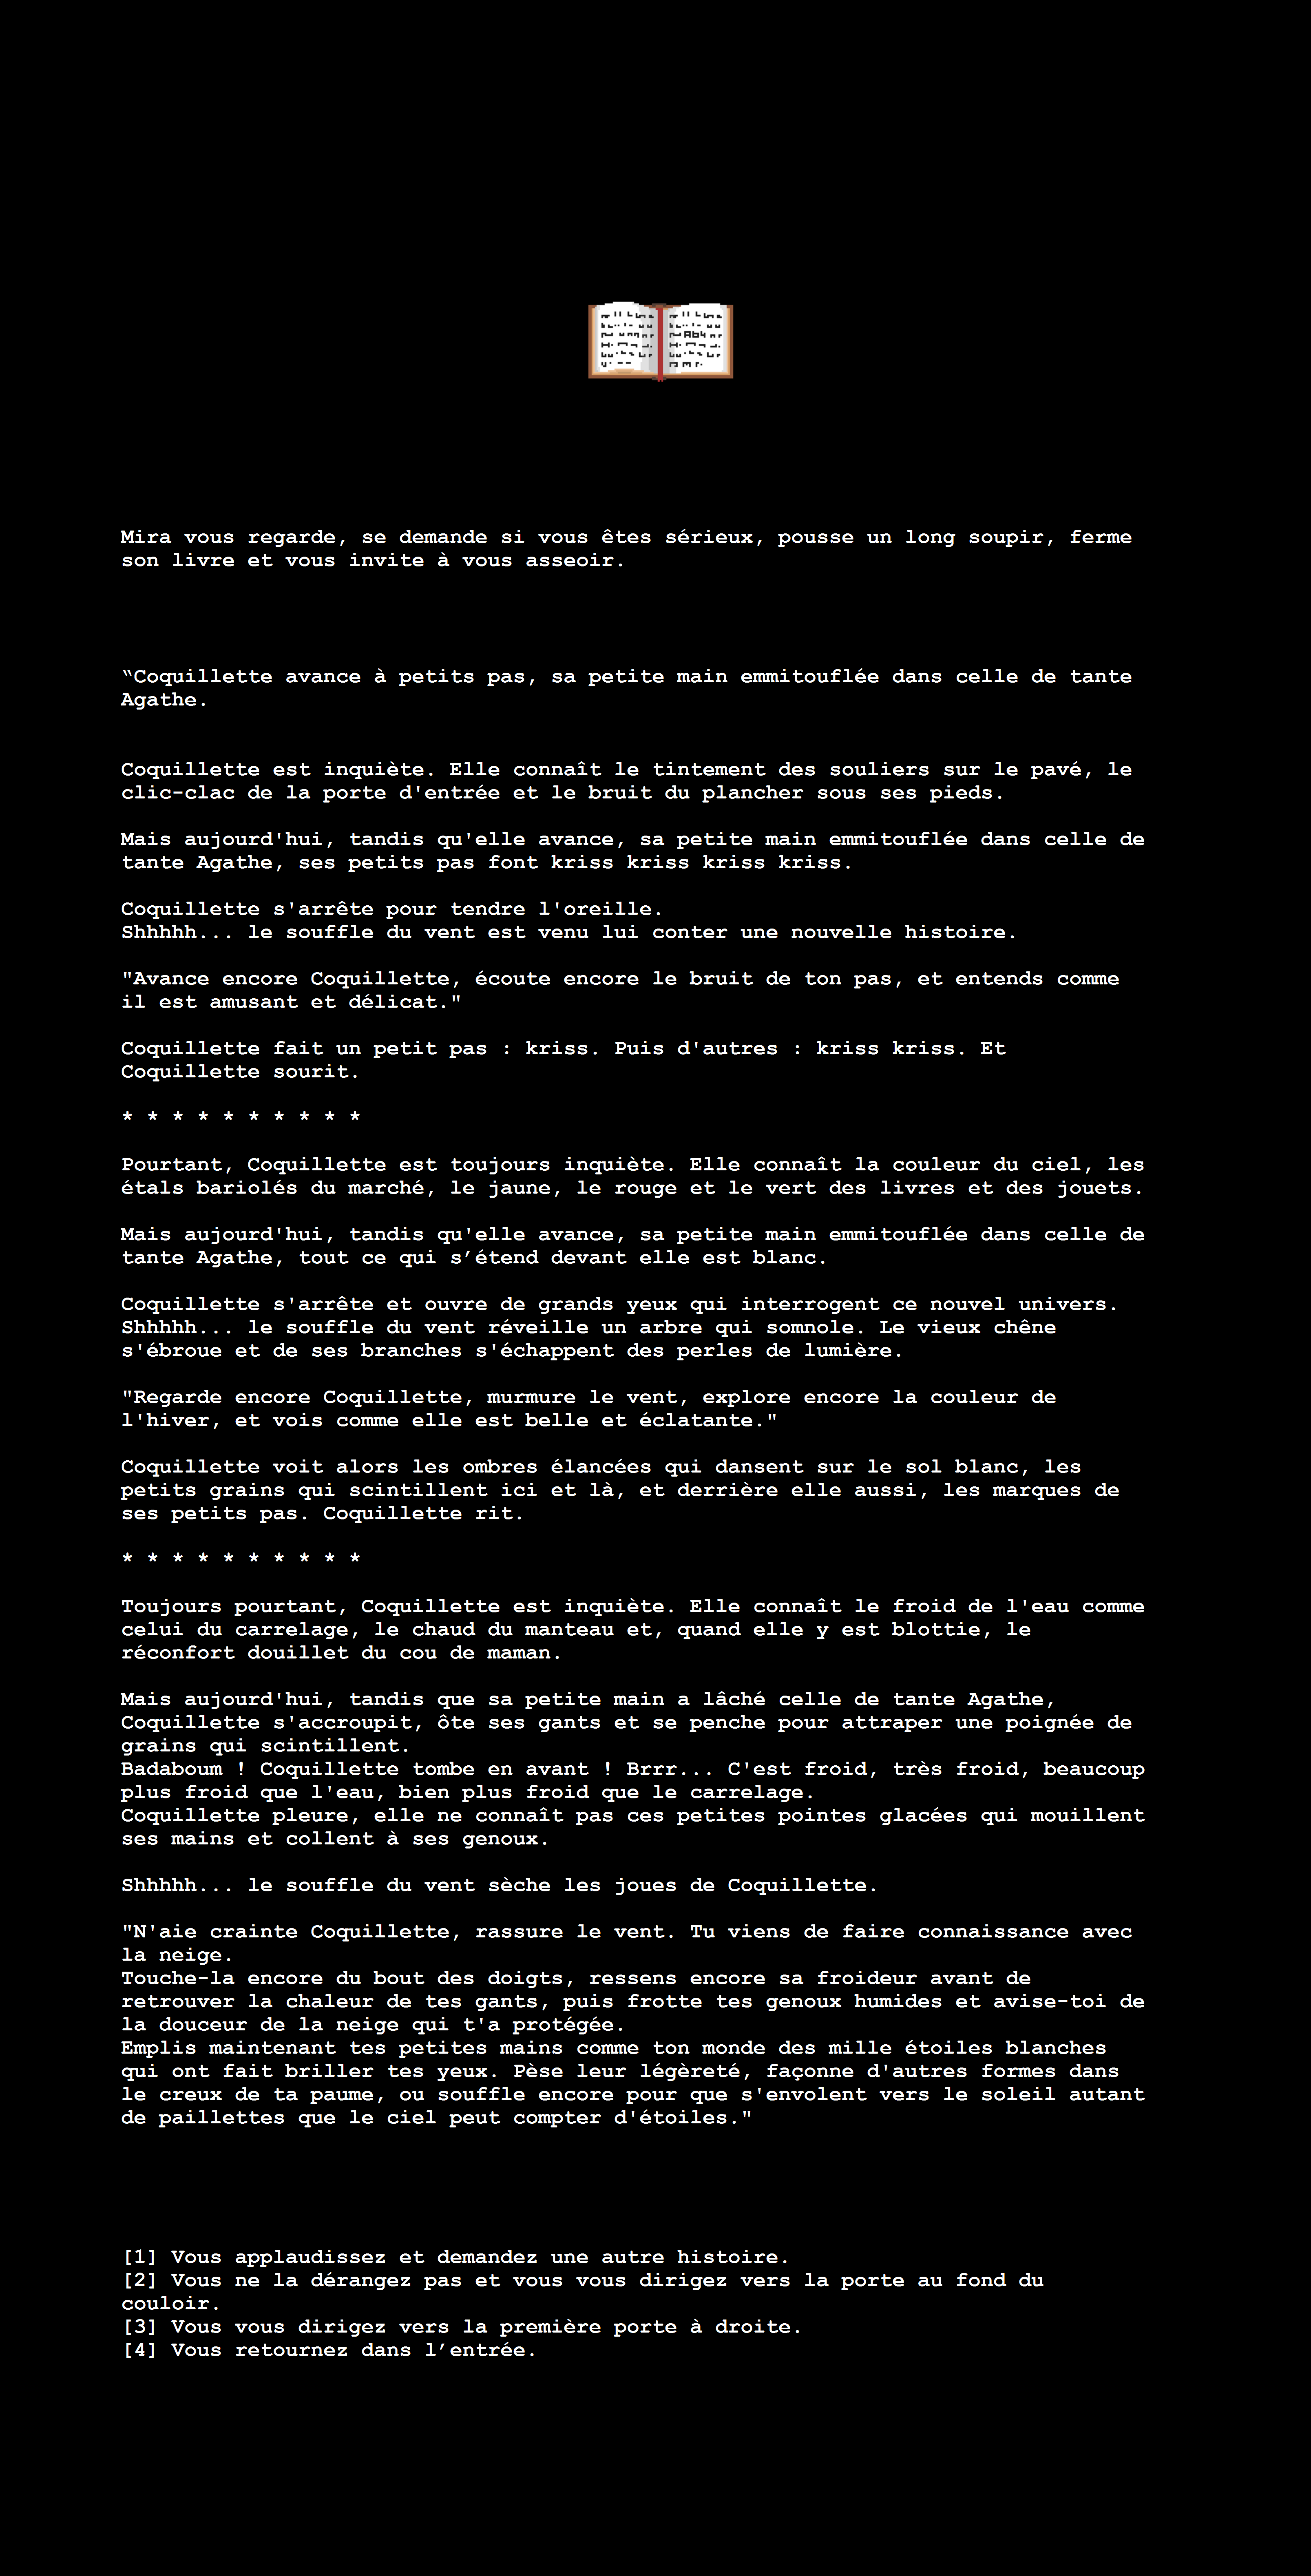 Mira vous regarde, se demande si vous êtes sérieux, pousse un long soupir, ferme
son livre et vous invite à vous asseoir.
“Coquillette avance à petits pas, sa petite main emmitouflée dans celle de tante
Agathe.
Coquillette est inquiète. Elle connaît le tintement des souliers sur le pavé, le
clic-clac de la porte d'entrée et le bruit du plancher sous ses pieds.
Mais aujourd'hui, tandis qu'elle avance, sa petite main emmitouflée dans celle de
tante Agathe, ses petits pas font kriss kriss kriss kriss.
Coquillette s'arrête pour tendre l'oreille.
Shhhhh... le souffle du vent est venu lui conter une nouvelle histoire.
"Avance encore Coquillette, écoute encore le bruit de ton pas, et entends comme
il est amusant et délicat."
Coquillette fait un petit pas : kriss. Puis d'autres : kriss kriss. Et
Coquillette sourit.
* * * * * * * * * *
Pourtant, Coquillette est toujours inquiète. Elle connaît la couleur du ciel, les
étals bariolés du marché, le jaune, le rouge et le vert des livres et des jouets.
Mais aujourd'hui, tandis qu'elle avance, sa petite main emmitouflée dans celle de
tante Agathe, tout ce qui s’étend devant elle est blanc.
Coquillette s'arrête et ouvre de grands yeux qui interrogent ce nouvel univers.
Shhhhh... le souffle du vent réveille un arbre qui somnole. Le vieux chêne
s'ébroue et de ses branches s'échappent des perles de lumière.
"Regarde encore Coquillette, murmure le vent, explore encore la couleur de
l'hiver, et vois comme elle est belle et éclatante."
Coquillette voit alors les ombres élancées qui dansent sur le sol blanc, les
petits grains qui scintillent ici et là, et derrière elle aussi, les marques de
ses petits pas. Coquillette rit.
* * * * * * * * * *
Toujours pourtant, Coquillette est inquiète. Elle connaît le froid de l'eau comme
celui du carrelage, le chaud du manteau et, quand elle y est blottie, le
réconfort douillet du cou de maman.
Mais aujourd'hui, tandis que sa petite main a lâché celle de tante Agathe,
Coquillette s'accroupit, ôte ses gants et se penche pour attraper une poignée de
grains qui scintillent.
Badaboum ! Coquillette tombe en avant ! Brrr... C'est froid, très froid, beaucoup
plus froid que l'eau, bien plus froid que le carrelage.
Coquillette pleure, elle ne connaît pas ces petites pointes glacées qui mouillent
ses mains et collent à ses genoux.
Shhhhh... le souffle du vent sèche les joues de Coquillette.
"N'aie crainte Coquillette, rassure le vent. Tu viens de faire connaissance avec
la neige.
Touche-la encore du bout des doigts, ressens encore sa froideur avant de
retrouver la chaleur de tes gants, puis frotte tes genoux humides et avise-toi de
la douceur de la neige qui t'a protégée.
Emplis maintenant tes petites mains comme ton monde des mille étoiles blanches
qui ont fait briller tes yeux. Pèse leur légèreté, façonne d'autres formes dans
le creux de ta paume, ou souffle encore pour que s'envolent vers le soleil autant
de paillettes que le ciel peut compter d'étoiles."
[1] Vous applaudissez et demandez une autre histoire.
[2] Vous ne la dérangez pas et vous vous dirigez vers la porte au fond du
couloir.
[3] Vous vous dirigez vers la première porte à droite.
[4] Vous retournez dans l’entrée.